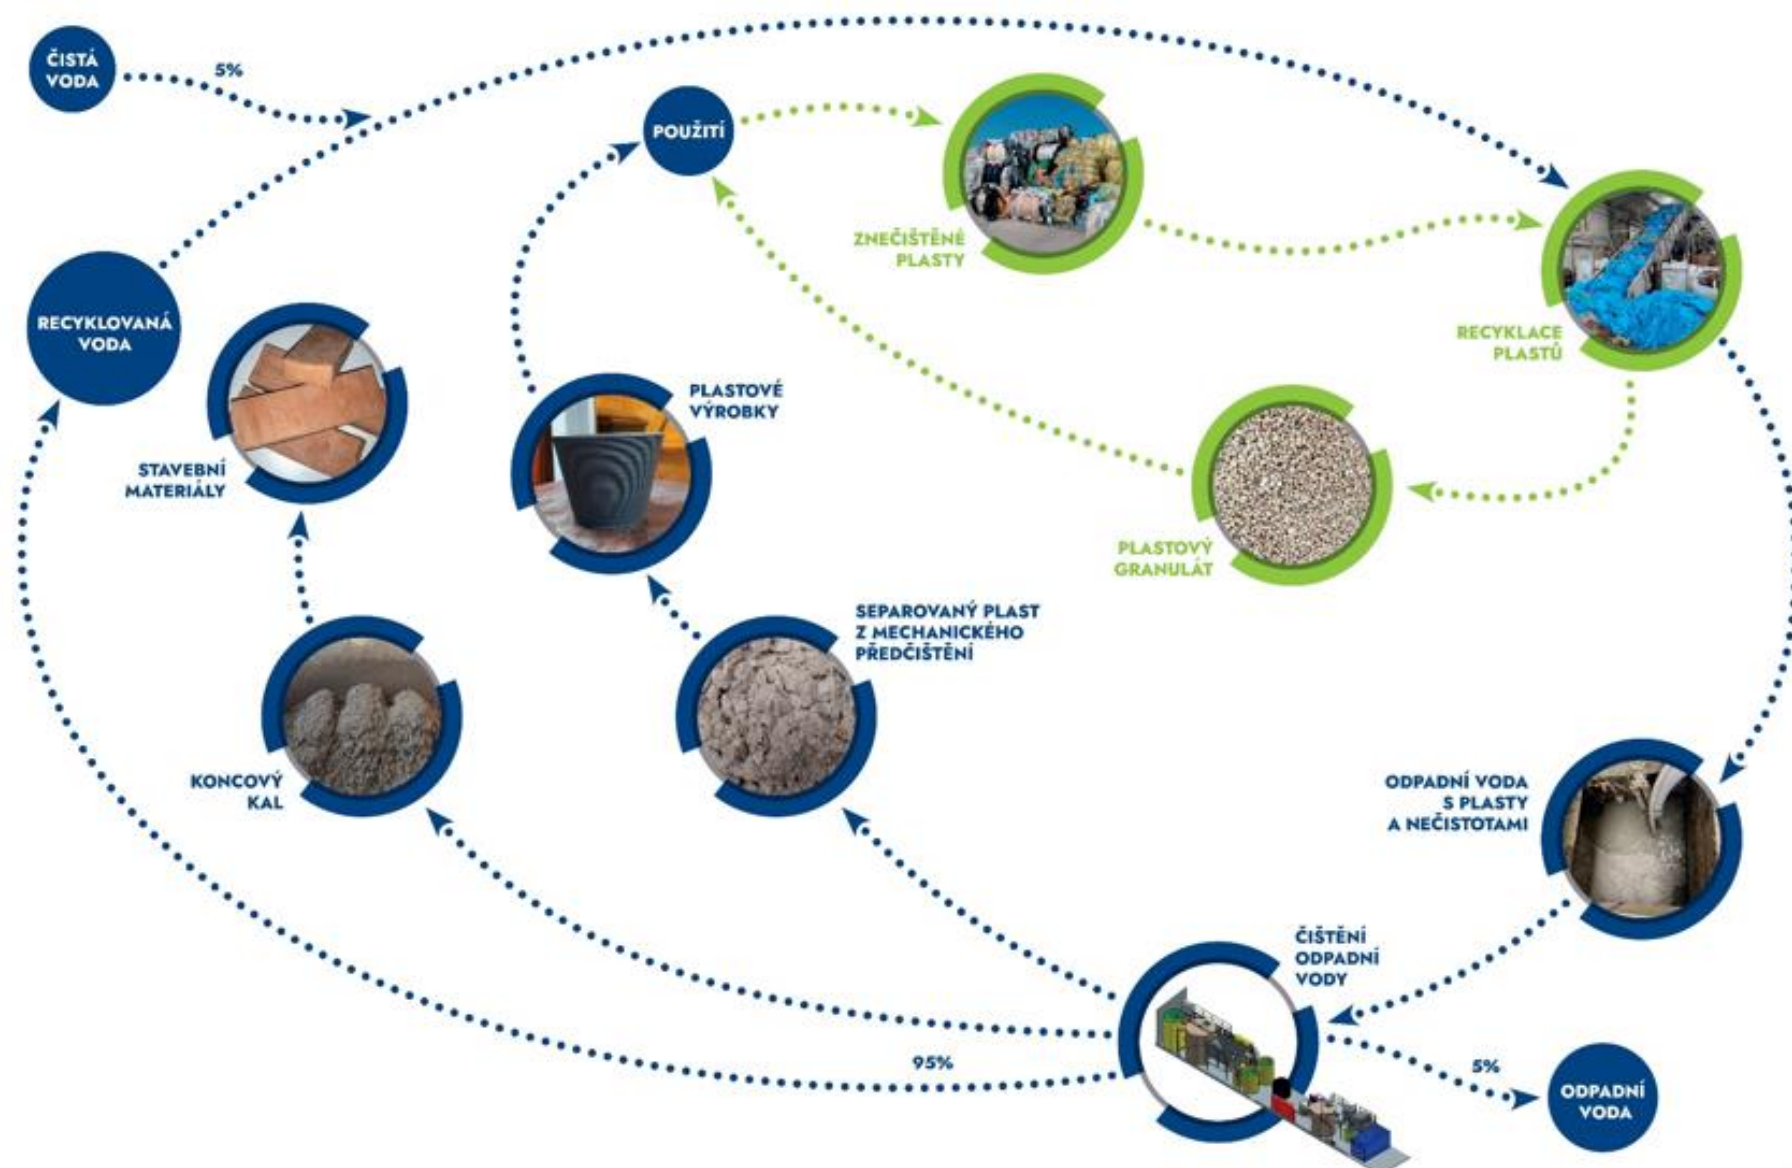 ČISTÁ
VODA
5%
POUŽITÍ
ZNEČIŠTĚNÉ
PLASTY
RECYKLOVANÁ
VODA
RECYKLACE
PLASTŮ
PLASTOVÉ
VÝROBKY
STAVEBNÍ
MATERIÁLY
PLASTOVÝ
GRANULÁT
SEPAROVANÝ PLAST
Z MECHANICKÉHO
PŘEDČIŠTĚNÍ
KONCOVÝ
KAL
ODPADNÍ VODA
S PLASTY
A NEČISTOTAMI
ČIŠTĚNÍ
ODPADNÍ
VODY
95%
5%
ODPADNÍ
VODA